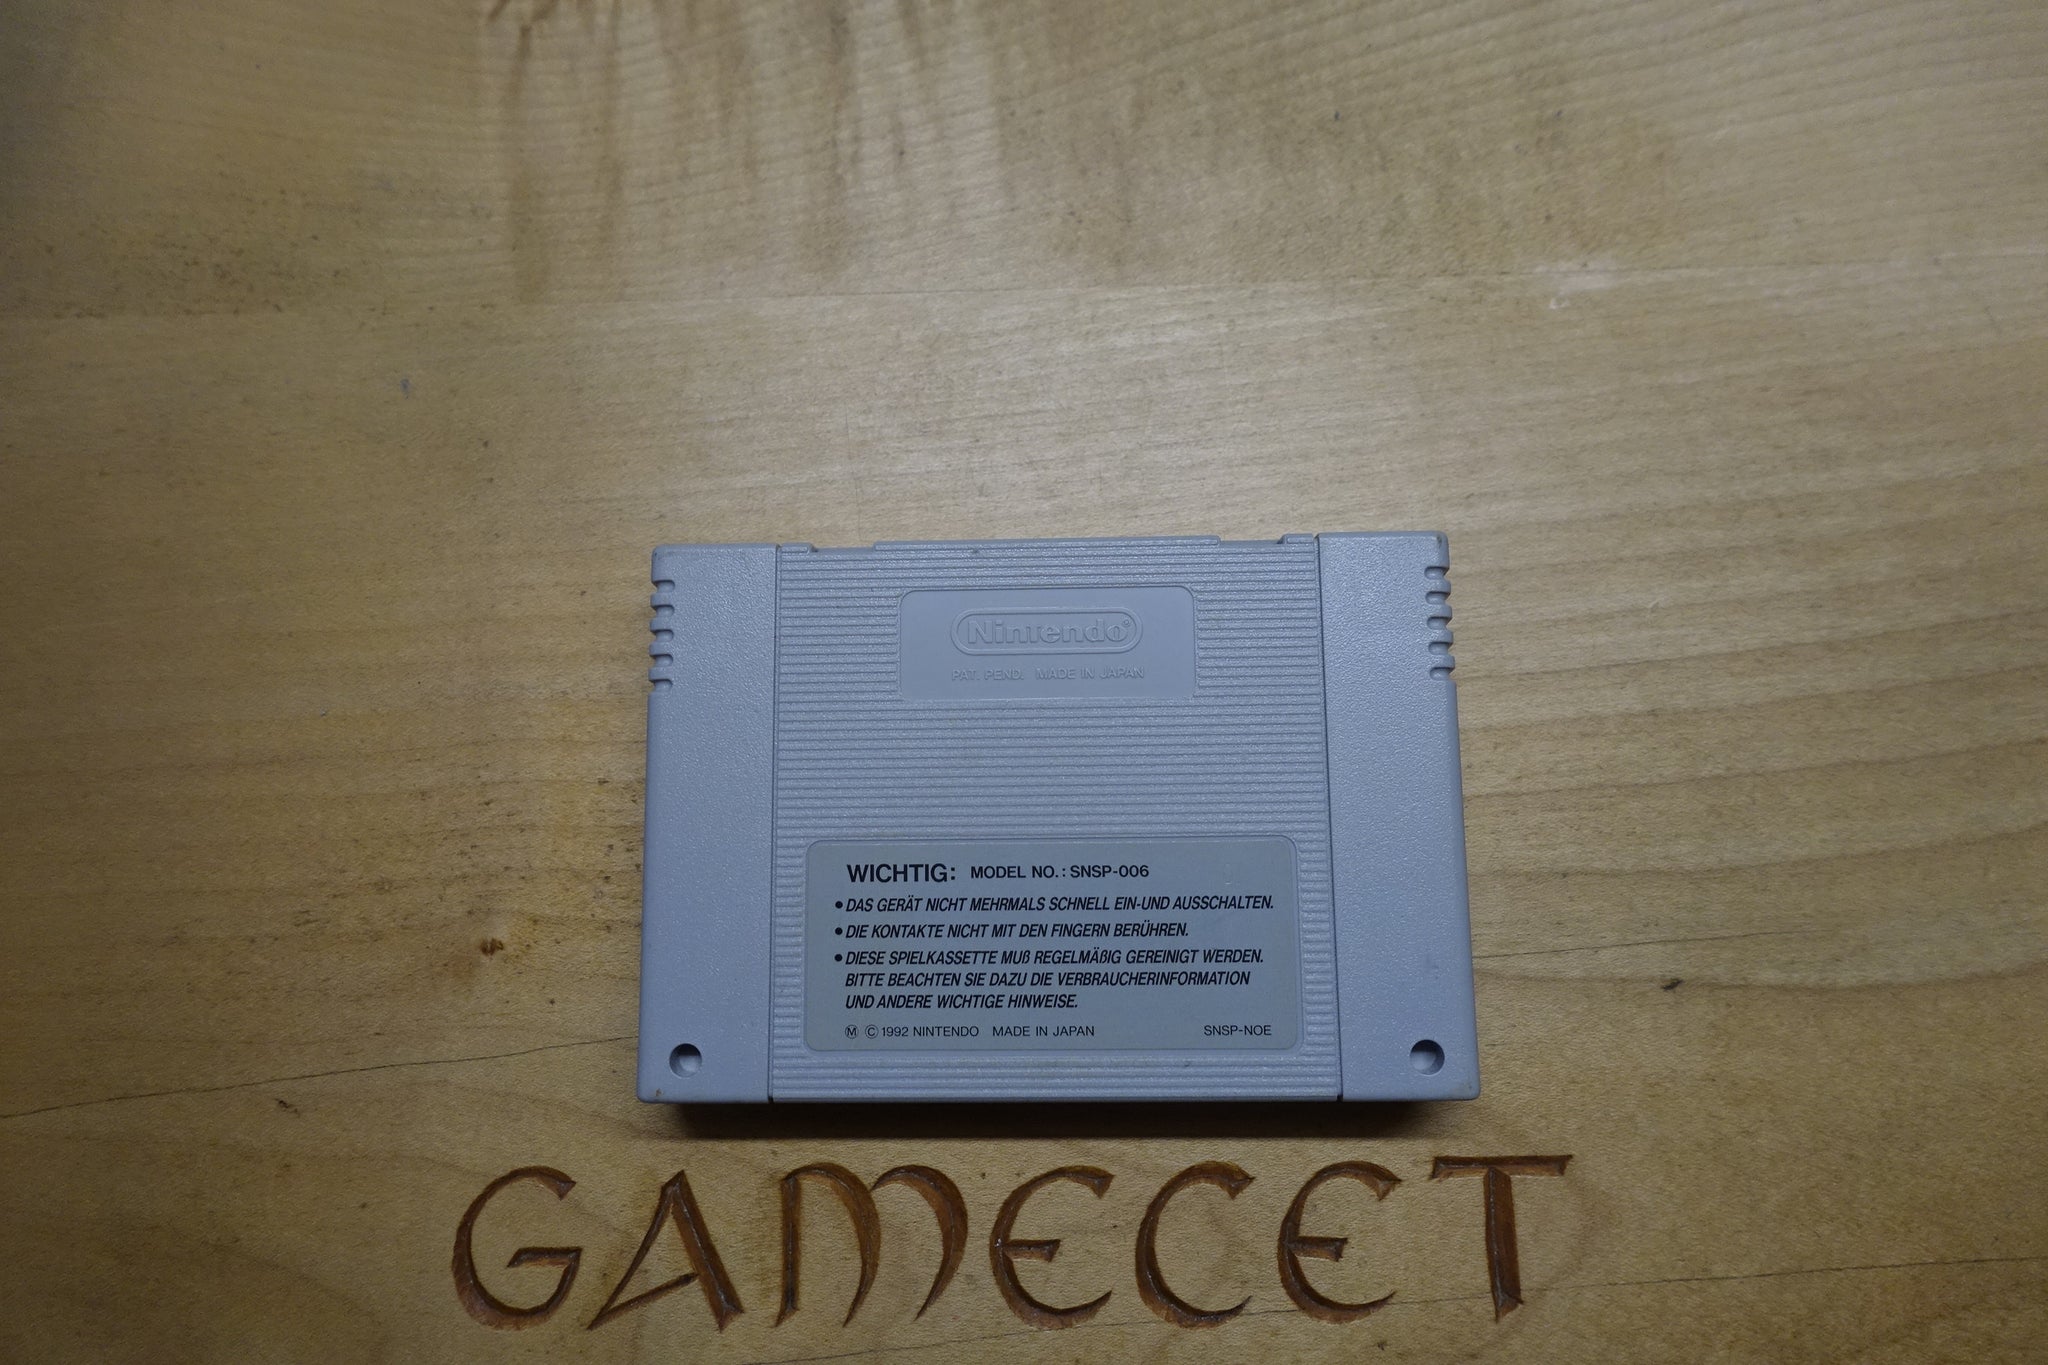 Nintendo®
PAT. PEND. MADE IN JAPAN
WICHTIG: MODEL NO.: SNSP-006
• DAS GERÄT NICHT MEHRMALS SCHNELL EIN-UND AUSSCHALTEN.
• DIE KONTAKTE NICHT MIT DEN FINGERN BERÜHREN.
• DIESE SPIELKASSETTE MUß REGELMÄßIG GEREINIGT WERDEN.
BITTE BEACHTEN SIE DAZU DIE VERBRAUCHERINFORMATION
UND ANDERE WICHTIGE HINWEISE.
Ⓜ © 1992 NINTENDO MADE IN JAPAN SNSP-NOE
GAMECET